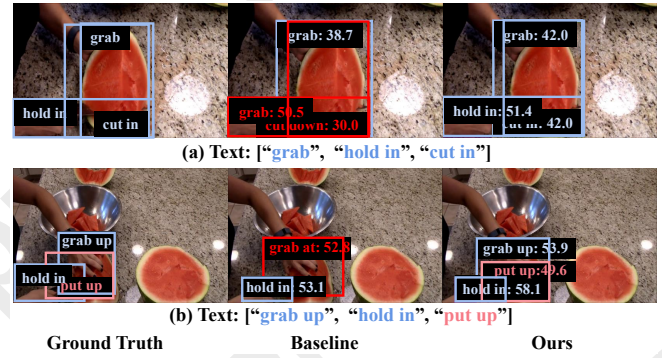 grab
hold in
cut in
grab: 38.7
grab: 50.5
cut down: 30.0
grab: 42.0
hold in: 51.4
cut in: 42.0
(a) Text: ["grab", "hold in", "cut in"]
grab up
hold in
put up
grab at: 52.8
hold in: 53.1
grab up: 53.9
put up:49.6
hold in: 58.1
(b) Text: ["grab up", "hold in", "put up"]
Ground Truth Baseline Ours